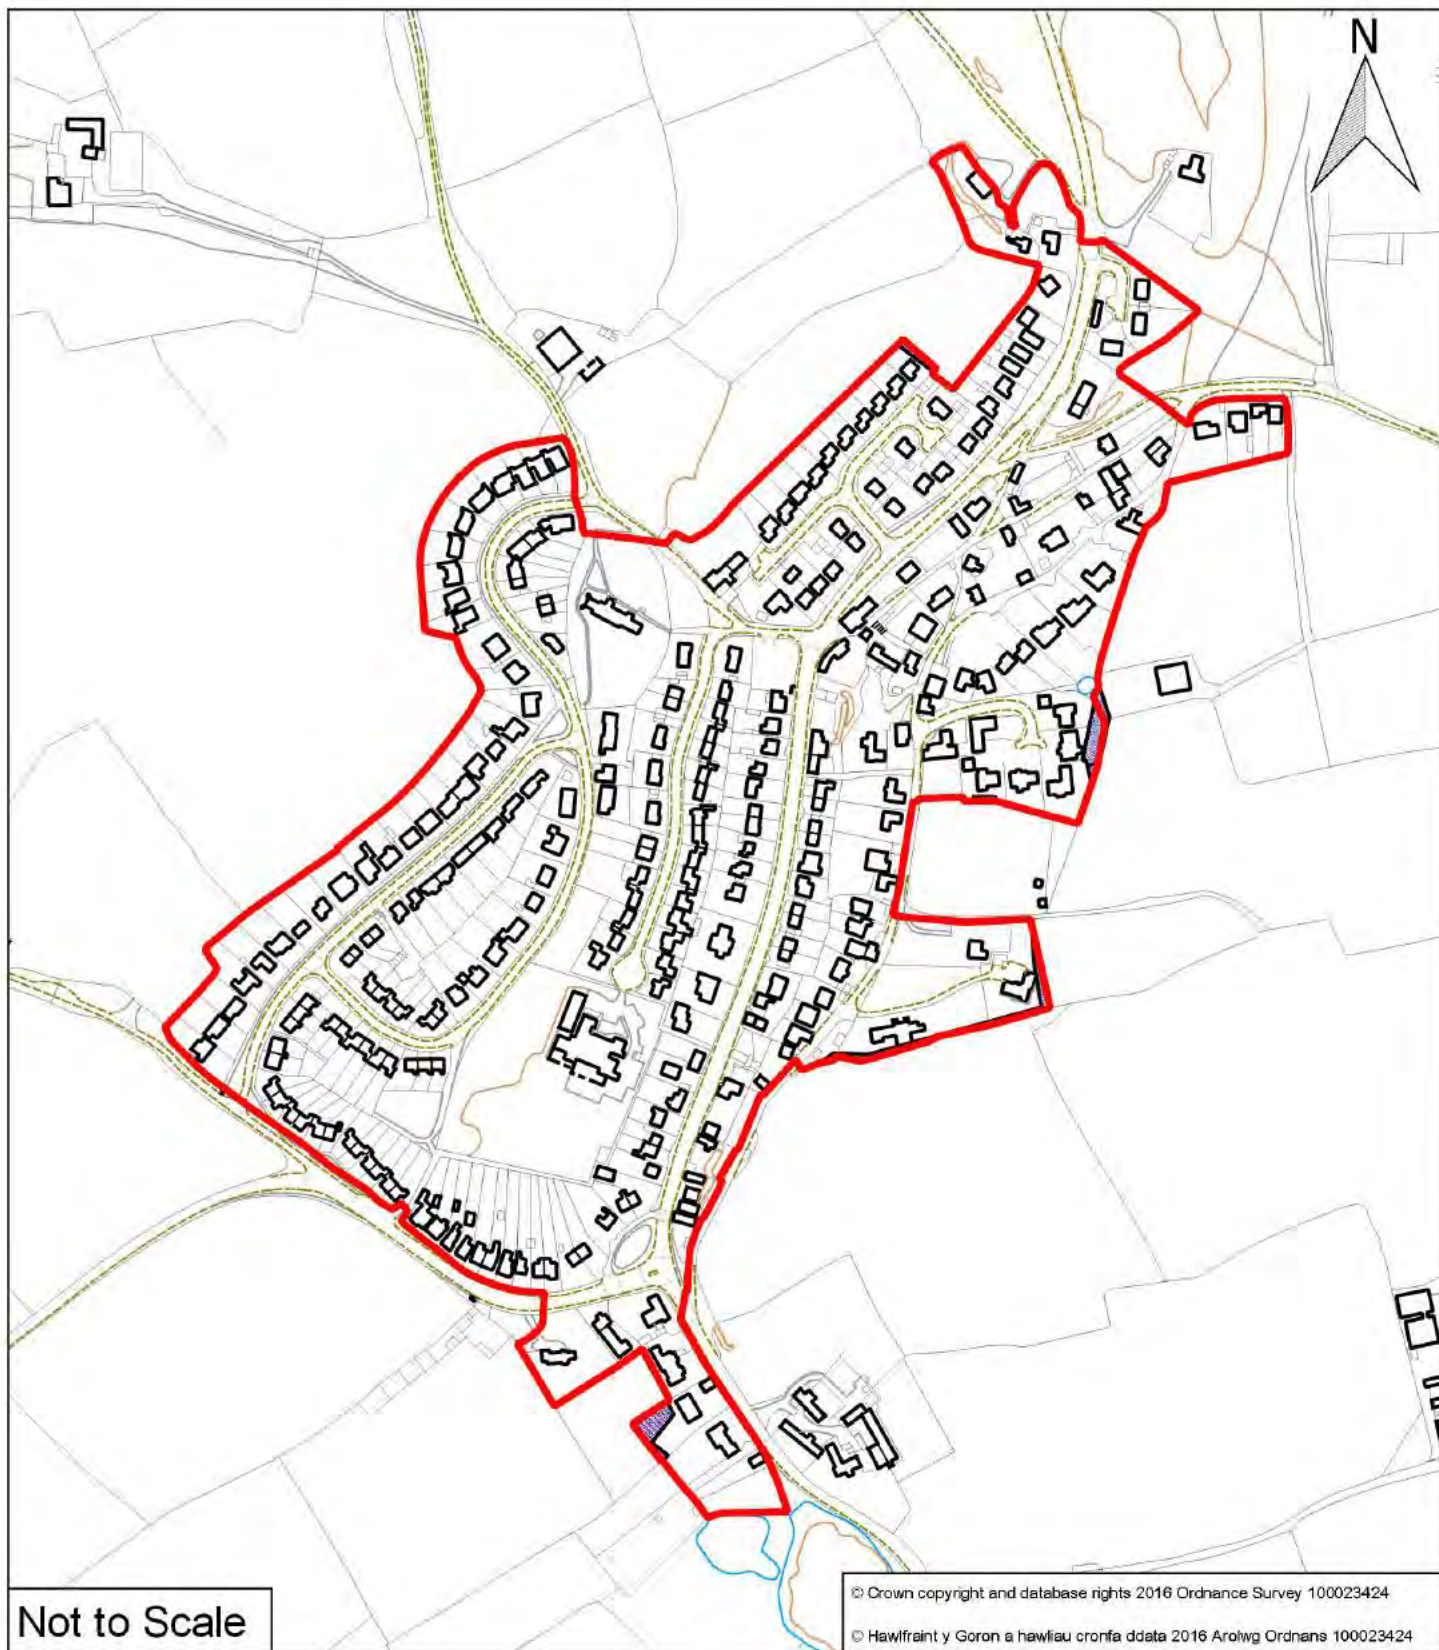 N
Not to Scale
© Crown copyright and database rights 2016 Ordnance Survey 100023424
© Hawlfraint y Goron a hawliau cronfa ddata 2016 Arolwg Ordnans 100023424